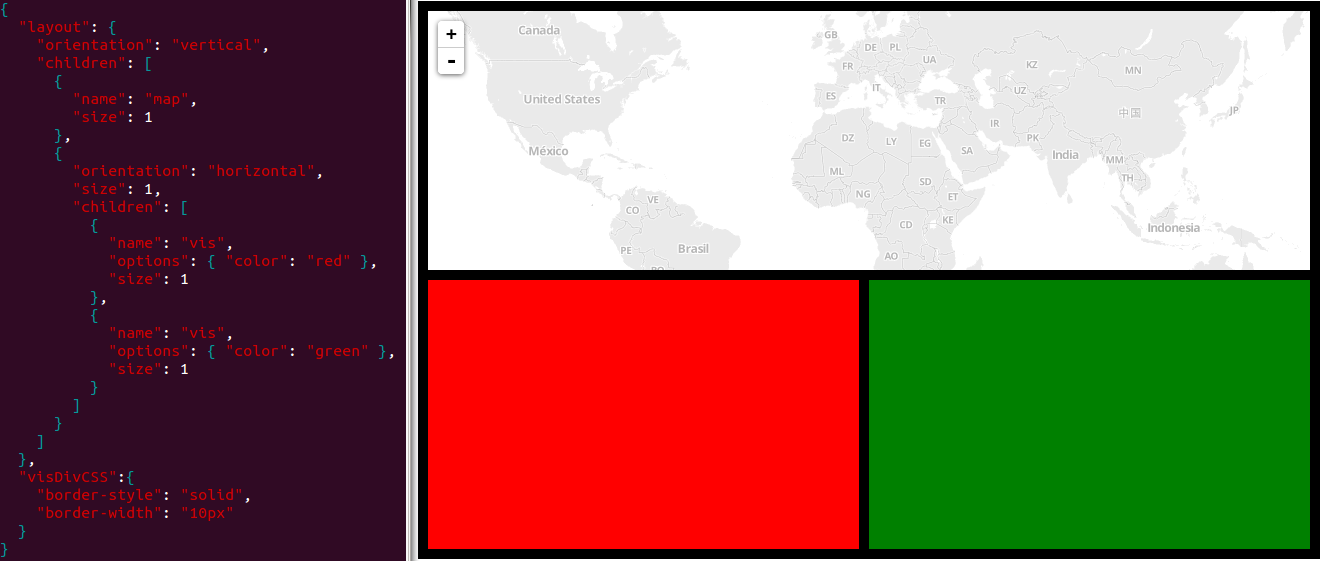 {
  "layout": {
    "orientation": "vertical",
    "children": [
      {
        "name": "map",
        "size": 1
      },
      {
        "orientation": "horizontal",
        "size": 1,
        "children": [
          {
            "name": "vis",
            "options": { "color": "red" },
            "size": 1
          },
          {
            "name": "vis",
            "options": { "color": "green" },
            "size": 1
          }
        ]
      }
    ]
  },
  "visDivCSS":{
    "border-style": "solid",
    "border-width": "10px"
  }
}
+
-
Canada
United States
México
VE
CO
PE
Brasil
GB
DE PL
UA
FR
ES
IT
TR
KZ
UZ
MN
中国
JP
DZ
LY
EG
IR
PK
SA
India
MM
TH
ML
NG
SD
ET
CD
KE
AO
Indonesia